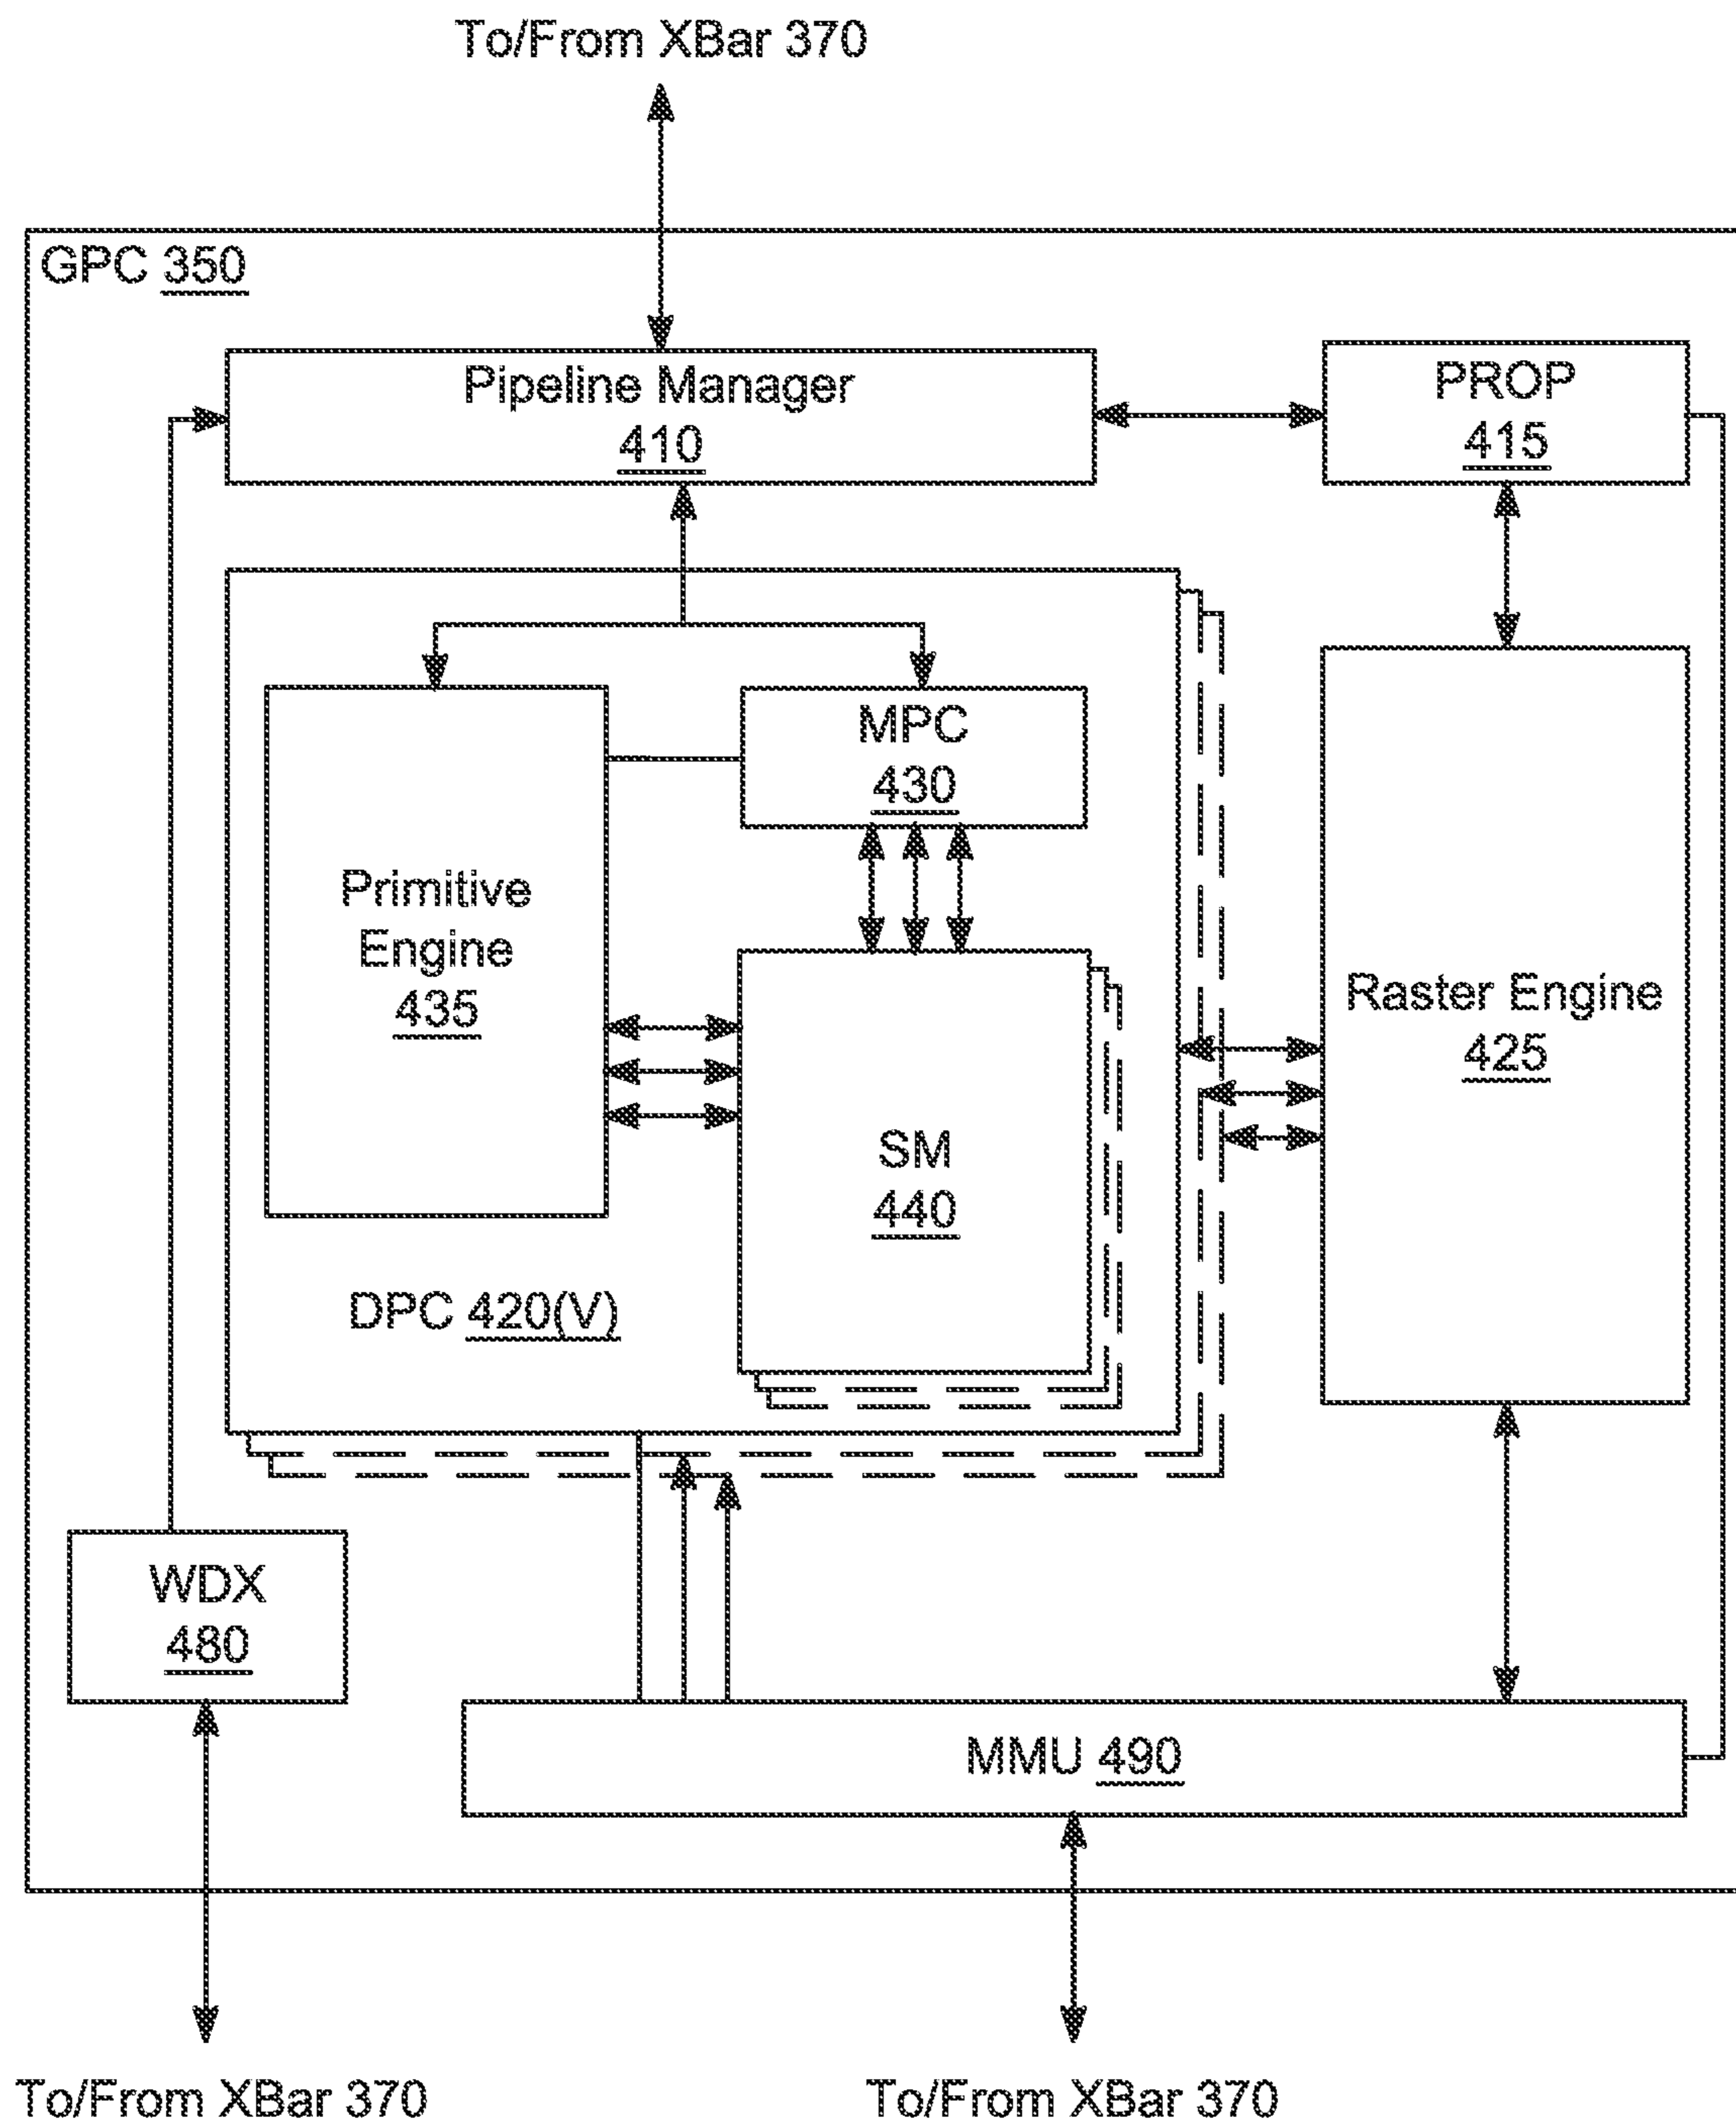 To/From XBar 370
GPC 350
Pipeline Manager
410
PROP
415
MPC
430
Primitive
Engine
435
Raster Engine
425
SM
440
DPC 420(V)
WDX
480
MMU 490
To/From XBar 370
To/From XBar 370